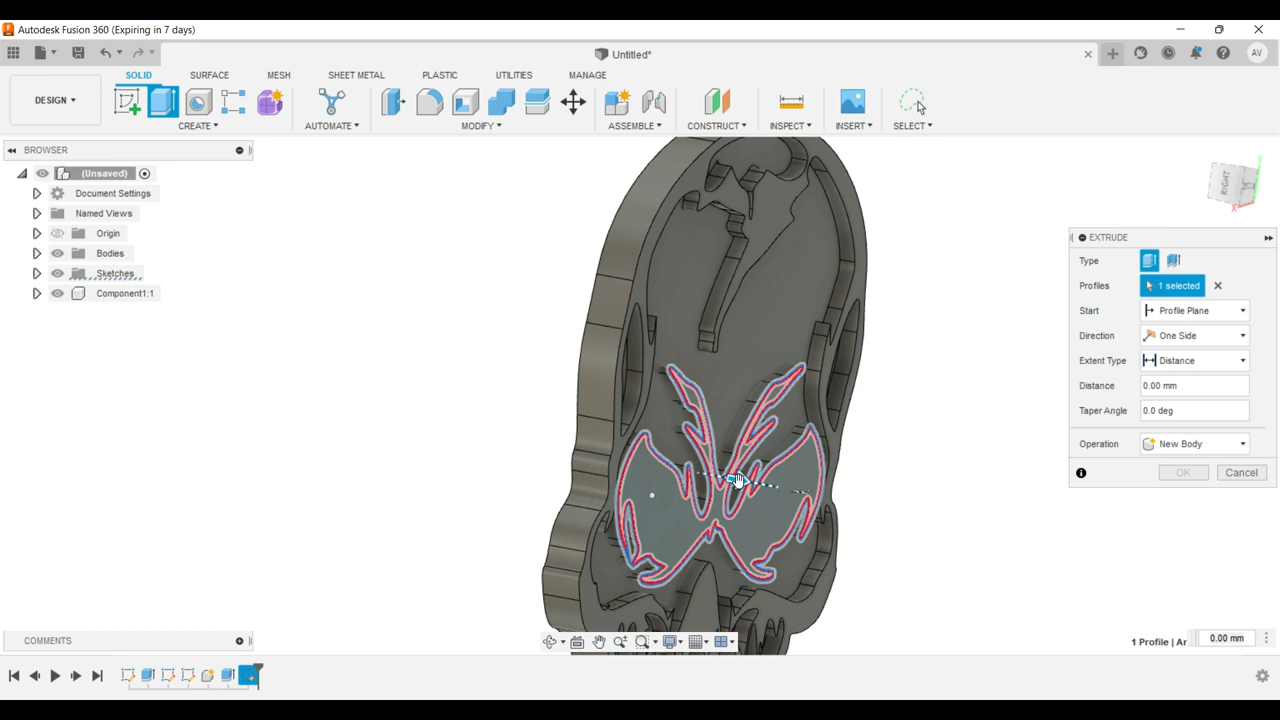 Autodesk Fusion 360 (Expiring in 7 days)
Untitled*
AV
DESIGN
SOLID SURFACE MESH SHEET METAL PLASTIC UTILITIES MANAGE
CREATE AUTOMATE MODIFY ASSEMBLE CONSTRUCT INSPECT INSERT SELECT
BROWSER
(Unsaved)
Document Settings
Named Views
Origin
Bodies
Sketches
Component1:1
RIGHT
EXTRUDE
Type
Profiles 1 selected
Start Profile Plane
Direction One Side
Extent Type Distance
Distance 0.00 mm
Taper Angle 0.0 deg
Operation New Body
OK Cancel
COMMENTS
1 Profile | Ar 0.00 mm